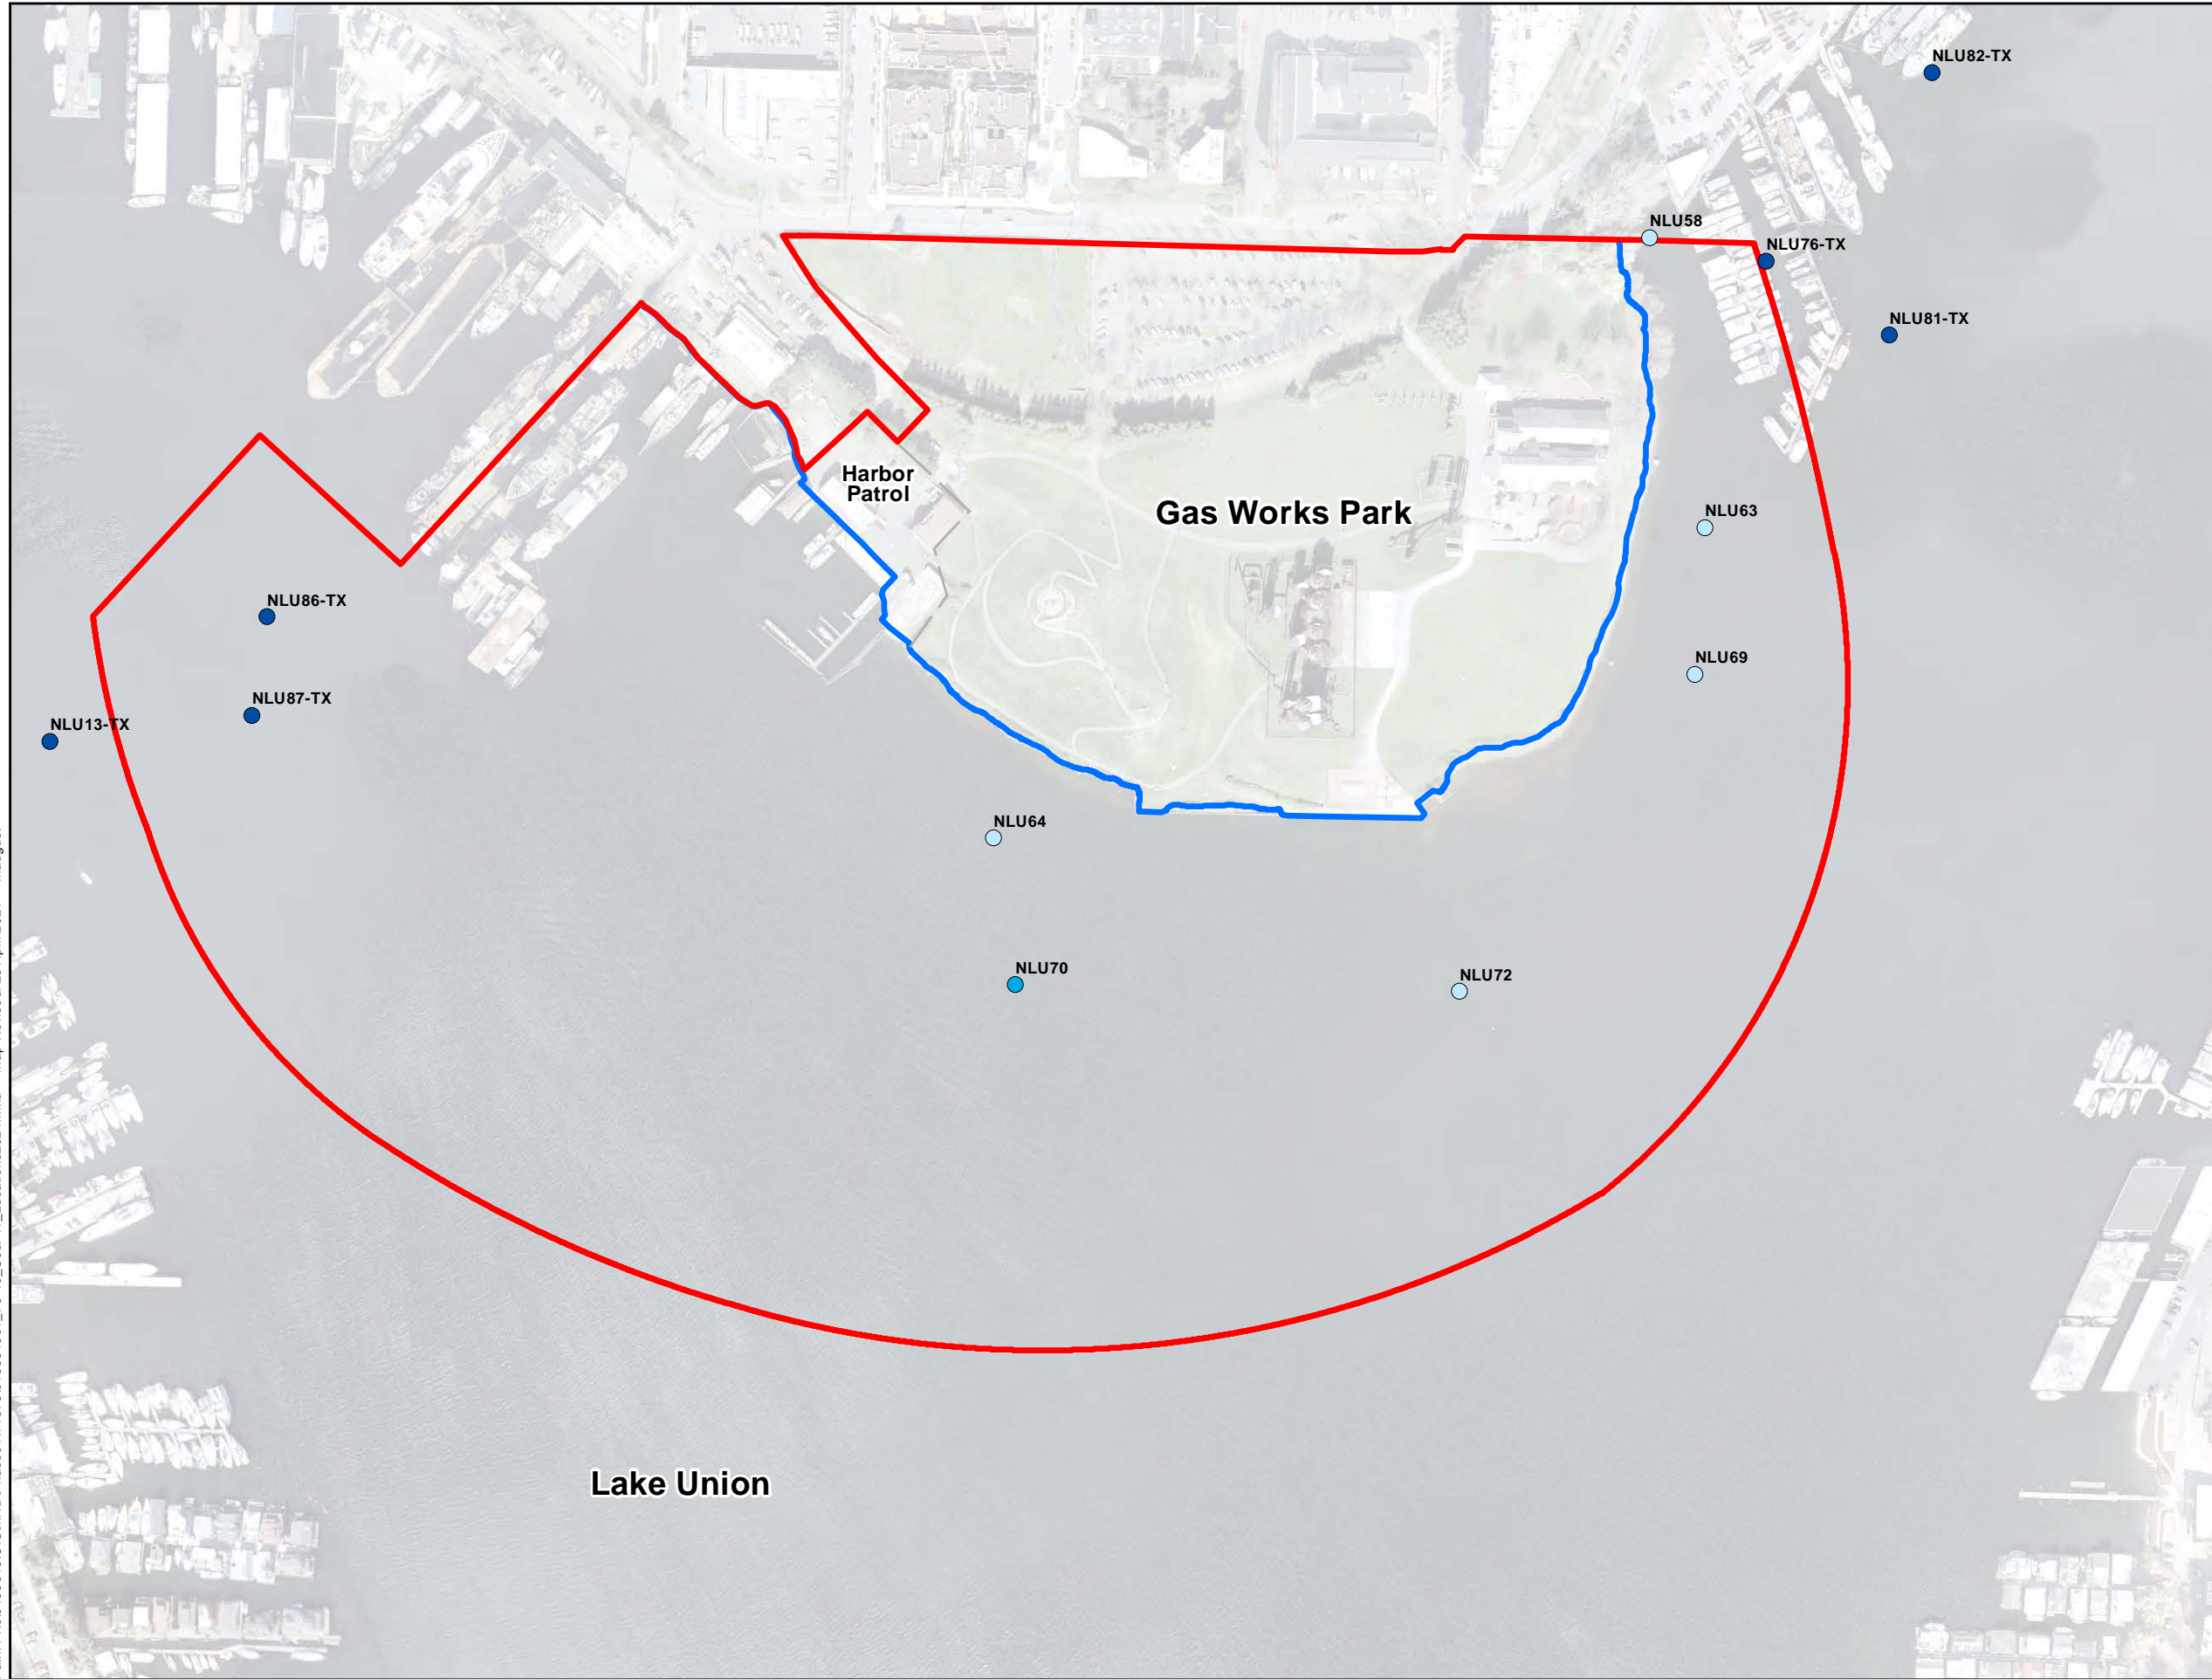 NLU82-TX
NLU58
NLU76-TX
NLU81-TX
Harbor
Patrol
Gas Works Park
NLU63
NLU86-TX
NLU69
NLU87-TX
NLU13-TX
NLU64
NLU70
NLU72
Lake Union